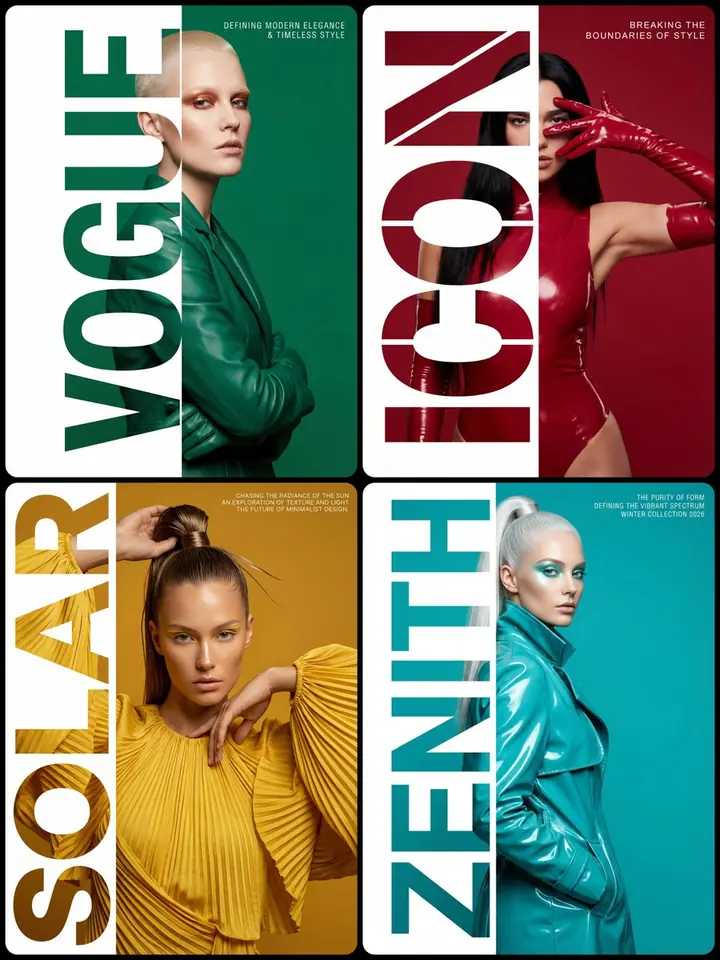 VOGUE
DEFINING MODERN ELEGANCE
& TIMELESS STYLE
ICON
BREAKING THE
BOUNDARIES OF STYLE
SOLAR
CHASING THE RADIANCE OF THE SUN
AN EXPLORATION OF TEXTURE AND LIGHT
THE FUTURE OF MINIMALIST DESIGN.
ZENITH
THE PURITY OF FORM
DEFINING THE VIBRANT SPECTRUM
WINTER COLLECTION 2026